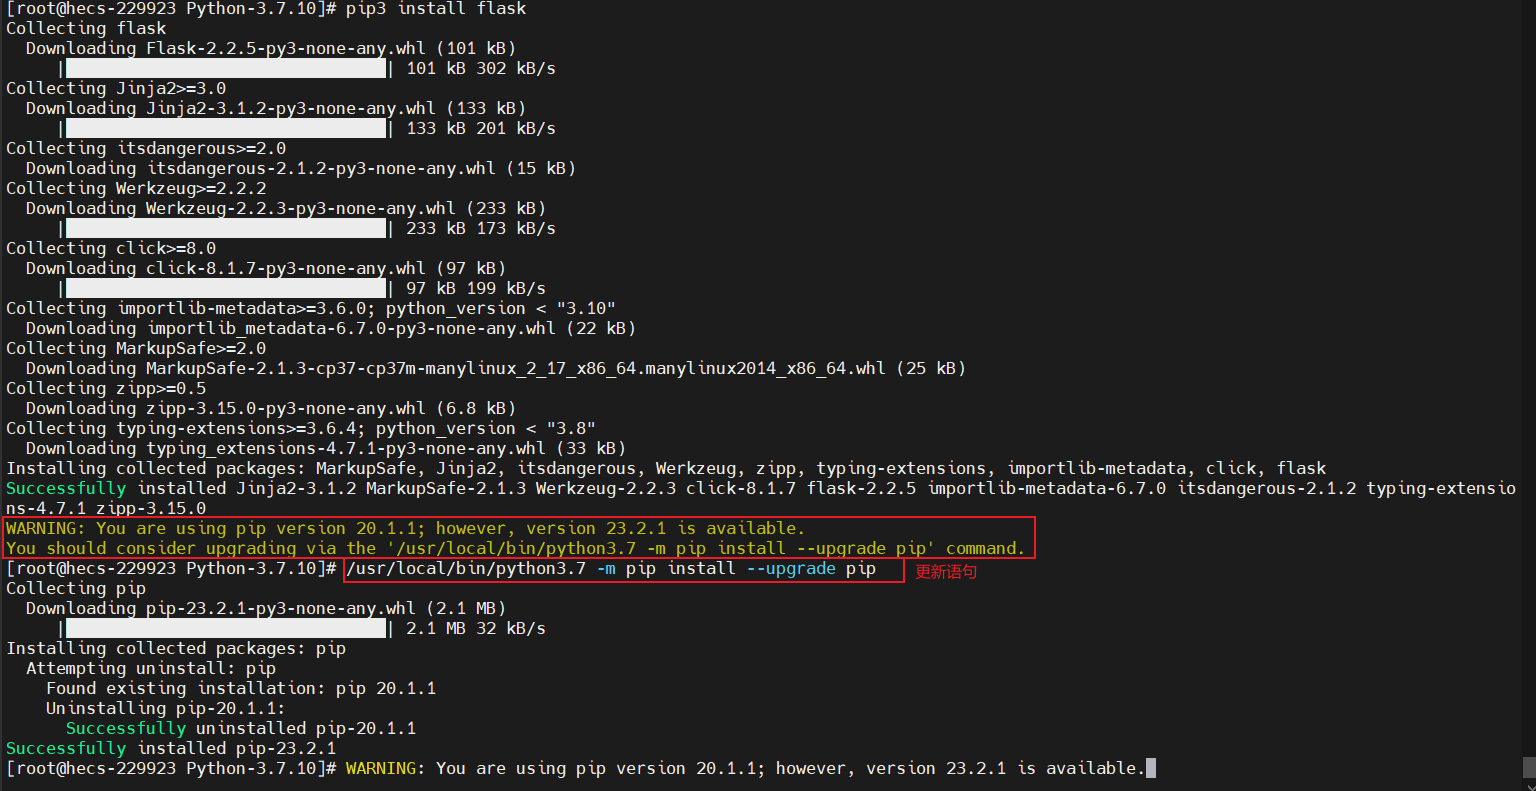 [root@hecs-229923 Python-3.7.10]# pip3 install flask
Collecting flask
  Downloading Flask-2.2.5-py3-none-any.whl (101 kB)
     |████████████████████████████████| 101 kB 302 kB/s
Collecting Jinja2>=3.0
  Downloading Jinja2-3.1.2-py3-none-any.whl (133 kB)
     |████████████████████████████████| 133 kB 201 kB/s
Collecting itsdangerous>=2.0
  Downloading itsdangerous-2.1.2-py3-none-any.whl (15 kB)
Collecting Werkzeug>=2.2.2
  Downloading Werkzeug-2.2.3-py3-none-any.whl (233 kB)
     |████████████████████████████████| 233 kB 173 kB/s
Collecting click>=8.0
  Downloading click-8.1.7-py3-none-any.whl (97 kB)
     |████████████████████████████████| 97 kB 199 kB/s
Collecting importlib-metadata>=3.6.0; python_version < "3.10"
  Downloading importlib_metadata-6.7.0-py3-none-any.whl (22 kB)
Collecting MarkupSafe>=2.0
  Downloading MarkupSafe-2.1.3-cp37-cp37m-manylinux_2_17_x86_64.manylinux2014_x86_64.whl (25 kB)
Collecting zipp>=0.5
  Downloading zipp-3.15.0-py3-none-any.whl (6.8 kB)
Collecting typing-extensions>=3.6.4; python_version < "3.8"
  Downloading typing_extensions-4.7.1-py3-none-any.whl (33 kB)
Installing collected packages: MarkupSafe, Jinja2, itsdangerous, Werkzeug, zipp, typing-extensions, importlib-metadata, click, flask
Successfully installed Jinja2-3.1.2 MarkupSafe-2.1.3 Werkzeug-2.2.3 click-8.1.7 flask-2.2.5 importlib-metadata-6.7.0 itsdangerous-2.1.2 typing-extensio
ns-4.7.1 zipp-3.15.0
WARNING: You are using pip version 20.1.1; however, version 23.2.1 is available.
You should consider upgrading via the '/usr/local/bin/python3.7 -m pip install --upgrade pip' command.
[root@hecs-229923 Python-3.7.10]# /usr/local/bin/python3.7 -m pip install --upgrade pip 更新语句
Collecting pip
  Downloading pip-23.2.1-py3-none-any.whl (2.1 MB)
     |████████████████████████████████| 2.1 MB 32 kB/s
Installing collected packages: pip
  Attempting uninstall: pip
    Found existing installation: pip 20.1.1
    Uninstalling pip-20.1.1:
      Successfully uninstalled pip-20.1.1
Successfully installed pip-23.2.1
[root@hecs-229923 Python-3.7.10]# WARNING: You are using pip version 20.1.1; however, version 23.2.1 is available.